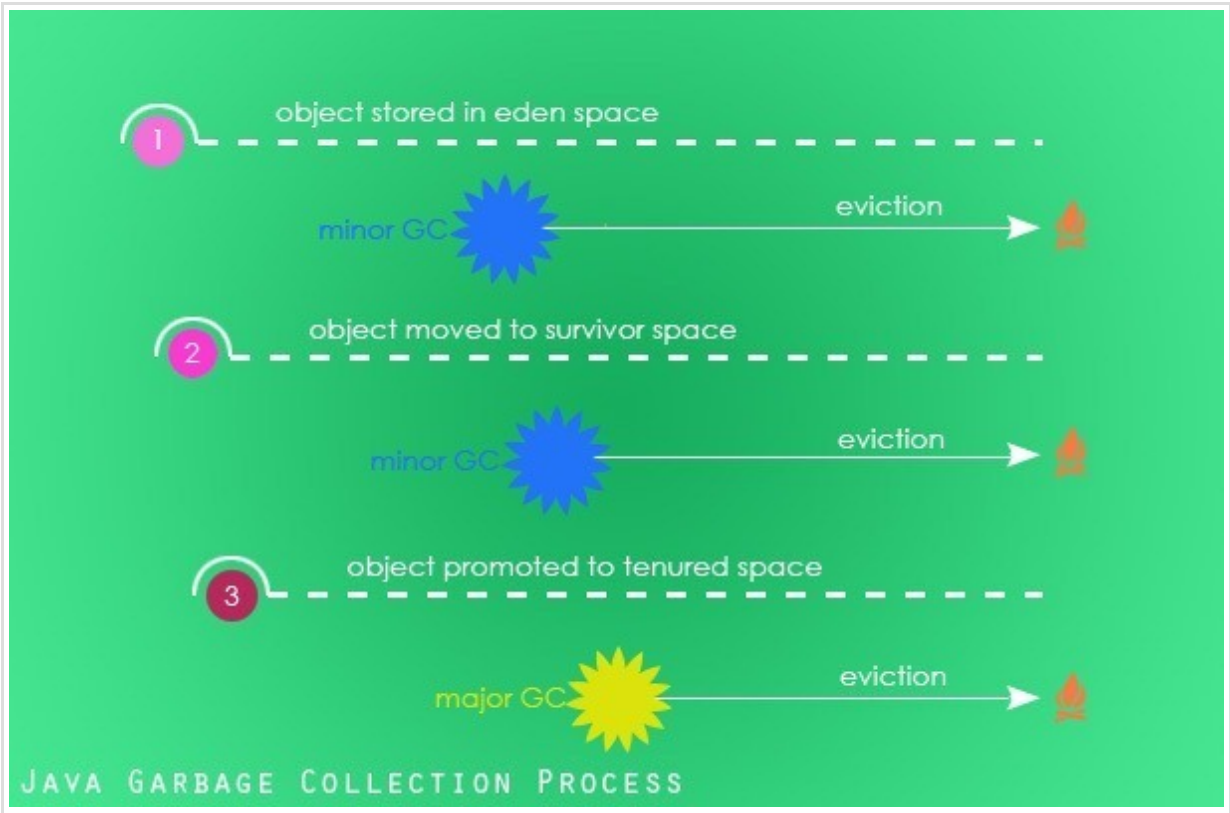 1
object stored in eden space
minor GC
eviction
2
object moved to survivor space
minor GC
eviction
3
object promoted to tenured space
major GC
eviction
JAVA GARBAGE COLLECTION PROCESS